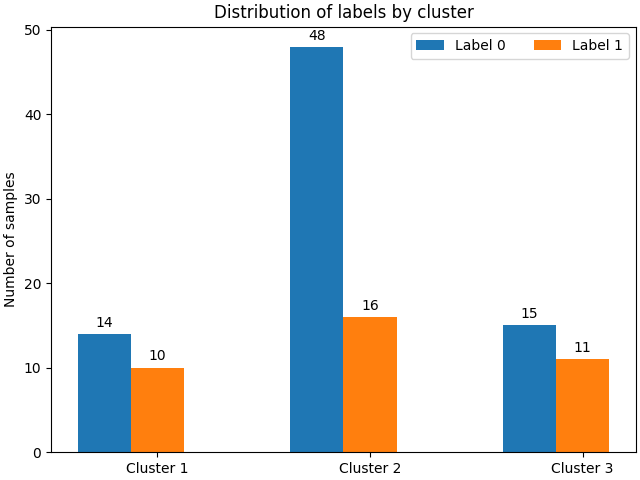 Distribution of labels by cluster
Label 0
Label 1
Number of samples
50
40
30
20
10
0
14
10
48
16
15
11
Cluster 1
Cluster 2
Cluster 3